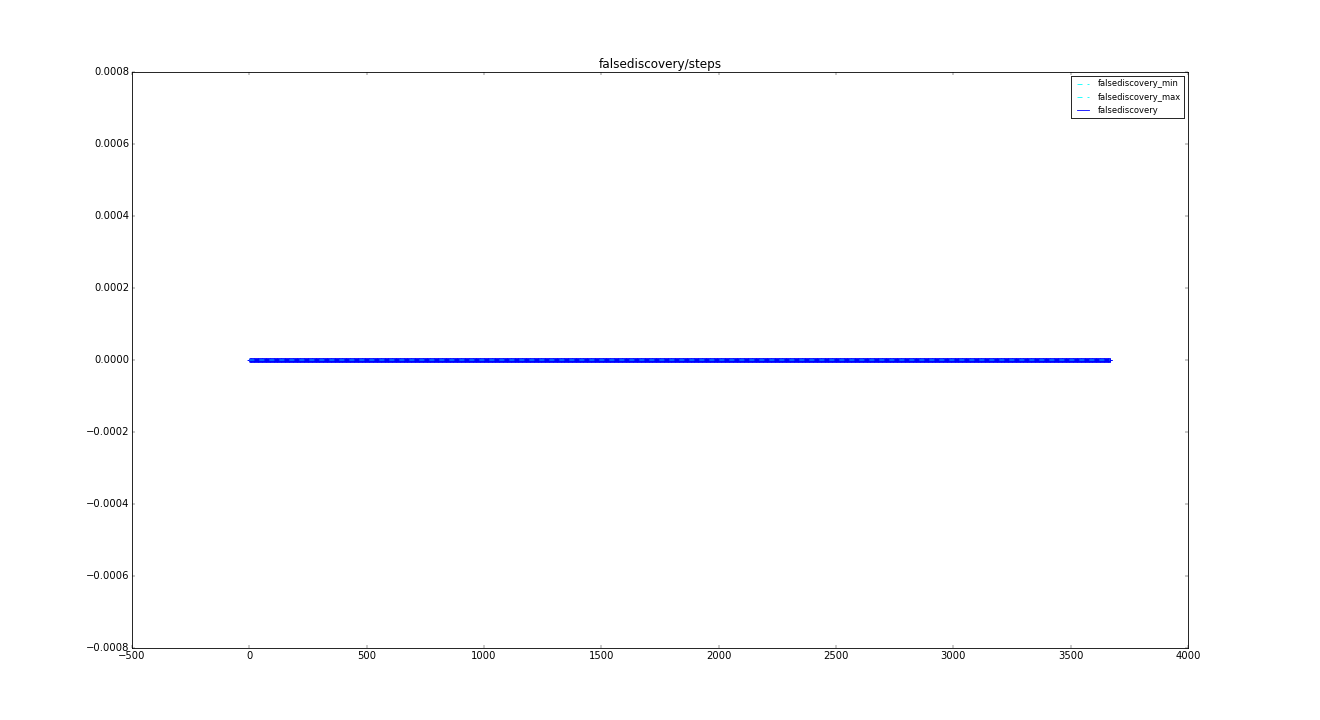 falsediscovery/steps
0.0008
falsediscovery_min
falsediscovery_max
falsediscovery
0.0006
0.0004
0.0002
0.0000
−0.0002
−0.0004
−0.0006
−0.0008
−500 0 500 1000 1500 2000 2500 3000 3500 4000